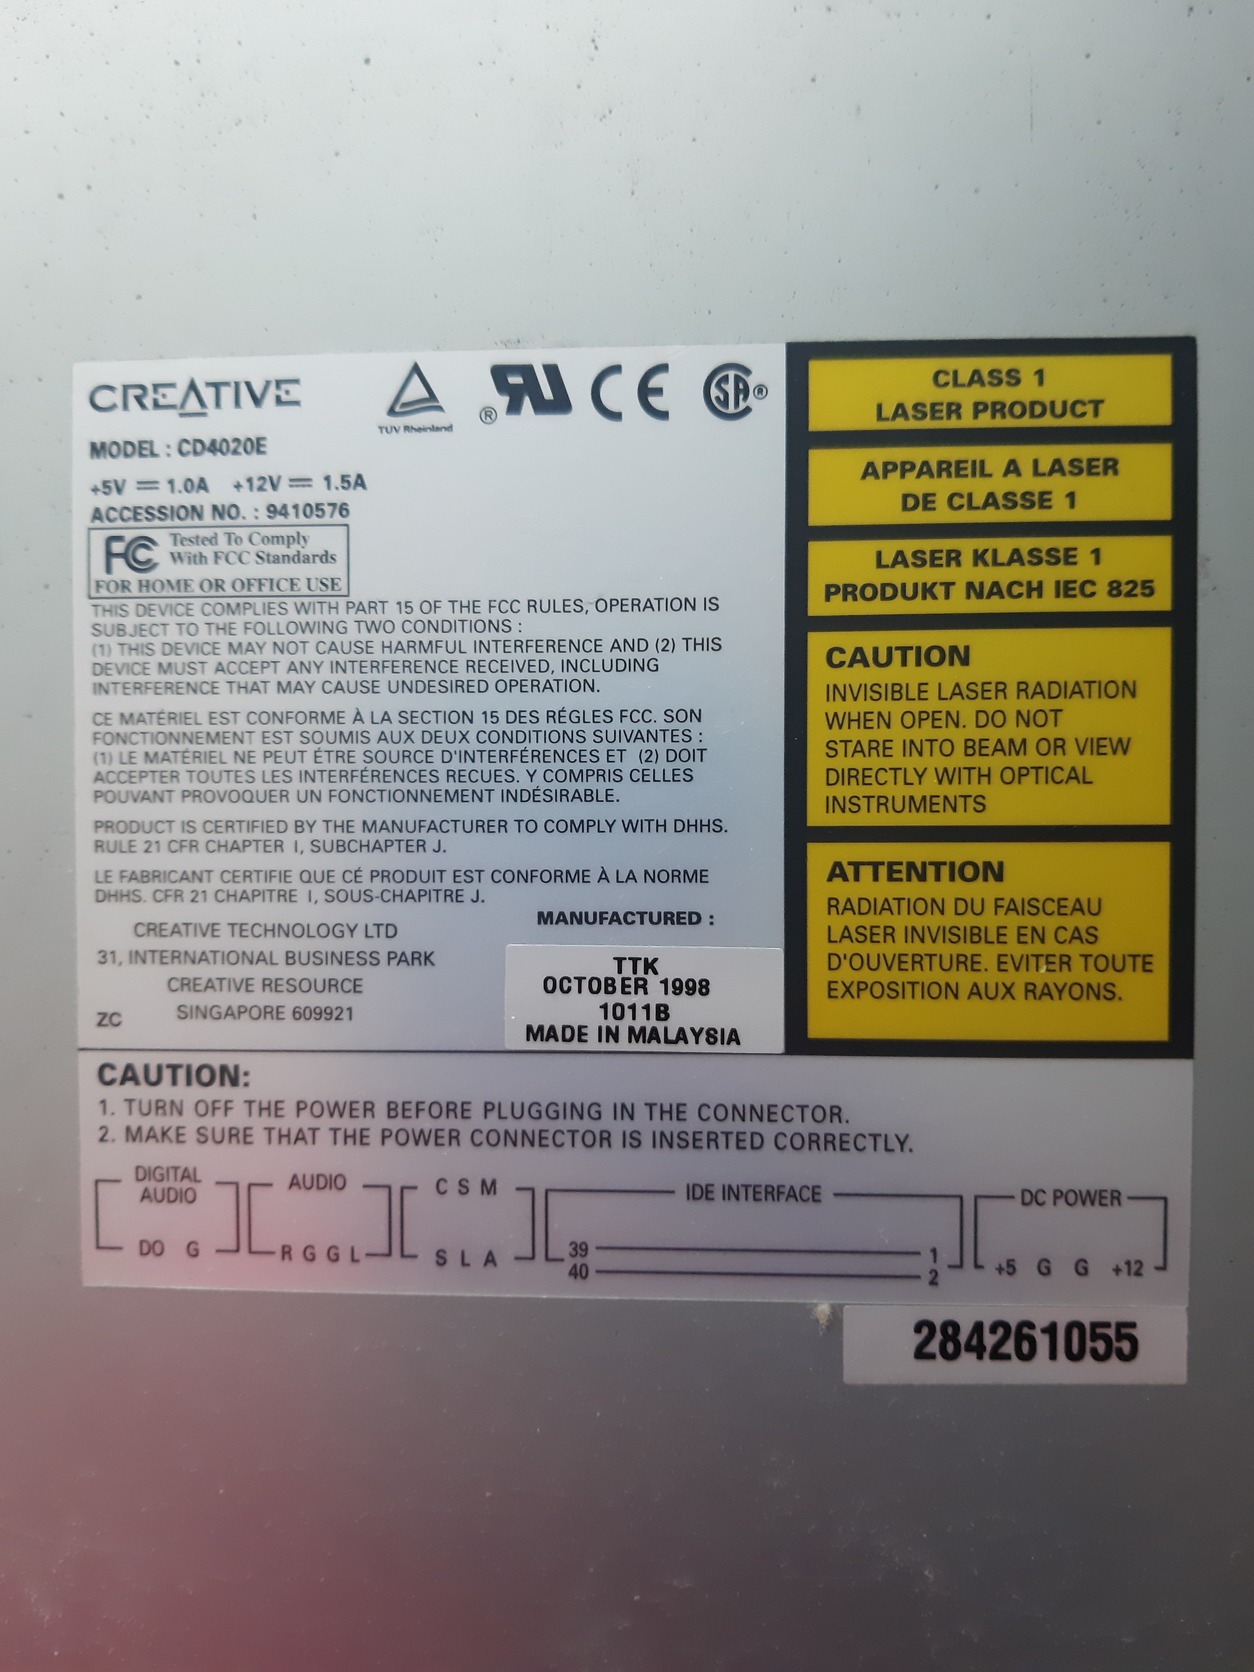 CREATIVE
TUV Rheinland
® RU CE SA®
MODEL : CD4020E
+5V ⎓ 1.0A +12V ⎓ 1.5A
ACCESSION NO. : 9410576
FC Tested To Comply
With FCC Standards
FOR HOME OR OFFICE USE
THIS DEVICE COMPLIES WITH PART 15 OF THE FCC RULES, OPERATION IS
SUBJECT TO THE FOLLOWING TWO CONDITIONS :
(1) THIS DEVICE MAY NOT CAUSE HARMFUL INTERFERENCE AND (2) THIS
DEVICE MUST ACCEPT ANY INTERFERENCE RECEIVED, INCLUDING
INTERFERENCE THAT MAY CAUSE UNDESIRED OPERATION.
CE MATÉRIEL EST CONFORME À LA SECTION 15 DES RÉGLES FCC. SON
FONCTIONNEMENT EST SOUMIS AUX DEUX CONDITIONS SUIVANTES :
(1) LE MATÉRIEL NE PEUT ÉTRE SOURCE D'INTERFÉRENCES ET (2) DOIT
ACCEPTER TOUTES LES INTERFÉRENCES RECUES. Y COMPRIS CELLES
POUVANT PROVOQUER UN FONCTIONNEMENT INDÉSIRABLE.
PRODUCT IS CERTIFIED BY THE MANUFACTURER TO COMPLY WITH DHHS.
RULE 21 CFR CHAPTER I, SUBCHAPTER J.
LE FABRICANT CERTIFIE QUE CÉ PRODUIT EST CONFORME À LA NORME
DHHS. CFR 21 CHAPITRE I, SOUS-CHAPITRE J.
CREATIVE TECHNOLOGY LTD
31, INTERNATIONAL BUSINESS PARK
CREATIVE RESOURCE
SINGAPORE 609921
ZC
MANUFACTURED :
TTK
OCTOBER 1998
1011B
MADE IN MALAYSIA
CLASS 1
LASER PRODUCT
APPAREIL A LASER
DE CLASSE 1
LASER KLASSE 1
PRODUKT NACH IEC 825
CAUTION
INVISIBLE LASER RADIATION
WHEN OPEN. DO NOT
STARE INTO BEAM OR VIEW
DIRECTLY WITH OPTICAL
INSTRUMENTS
ATTENTION
RADIATION DU FAISCEAU
LASER INVISIBLE EN CAS
D'OUVERTURE. EVITER TOUTE
EXPOSITION AUX RAYONS.
CAUTION:
1. TURN OFF THE POWER BEFORE PLUGGING IN THE CONNECTOR.
2. MAKE SURE THAT THE POWER CONNECTOR IS INSERTED CORRECTLY.
DIGITAL
AUDIO
DO G
AUDIO
R G G L
C S M
S L A
IDE INTERFACE
39 1
40 2
DC POWER
+5 G G +12
284261055